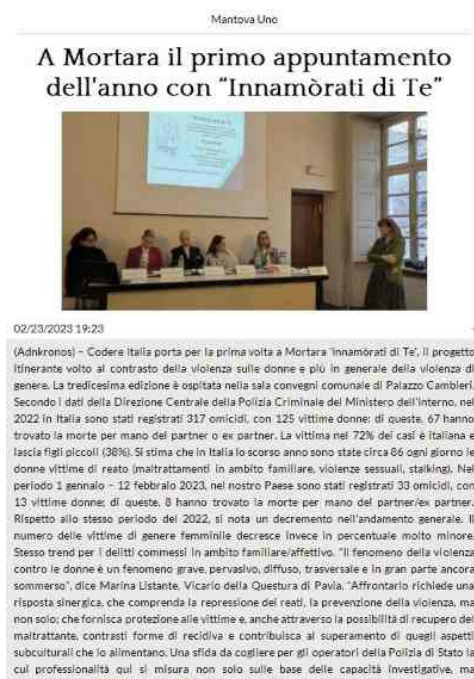 Mantova Uno
A Mortara il primo appuntamento
dell'anno con "Innamòrati di Te"
02/23/2023 19:23
(Adnkronos) – Codere Italia porta per la prima volta a Mortara 'Innamòrati di Te', il progetto
itinerante volto al contrasto della violenza sulle donne e più in generale della violenza di
genere. La tredicesima edizione è ospitata nella sala convegni comunale di Palazzo Cambieri.
Secondo i dati della Direzione Centrale della Polizia Criminale del Ministero dell'Interno, nel
2022 in Italia sono stati registrati 317 omicidi, con 125 vittime donne: di queste, 67 hanno
trovato la morte per mano del partner o ex partner. La vittima nel 72% dei casi è italiana e
lascia figli piccoli (38%). Si stima che in Italia lo scorso anno sono state circa 86 ogni giorno le
donne vittime di reato (maltrattamenti in ambito familiare, violenze sessuali, stalking). Nel
periodo 1 gennaio – 12 febbraio 2023, nel nostro Paese sono stati registrati 33 omicidi, con
13 vittime donne; di queste, 8 hanno trovato la morte per mano del partner/ex partner.
Rispetto allo stesso periodo del 2022, si nota un decremento nell'andamento generale. Il
numero delle vittime di genere femminile decresce invece in percentuale molto minore.
Stesso trend per i delitti commessi in ambito familiare/affettivo. "Il fenomeno della violenza
contro le donne è un fenomeno grave, pervasivo, diffuso, trasversale e in gran parte ancora
sommerso", dice Marina Listante, Vicario della Questura di Pavia. "Affrontarlo richiede una
risposta sinergica, che comprenda la repressione dei reati, la prevenzione della violenza, ma
non solo; che fornisca protezione alle vittime e, anche attraverso la possibilità di recupero del
maltrattante, contrasti forme di recidiva e contribuisca al superamento di quegli aspetti
subculturali che lo alimentano. Una sfida da cogliere per gli operatori della Polizia di Stato la
cui professionalità qui si misura non solo sulla base delle capacità investigative, ma